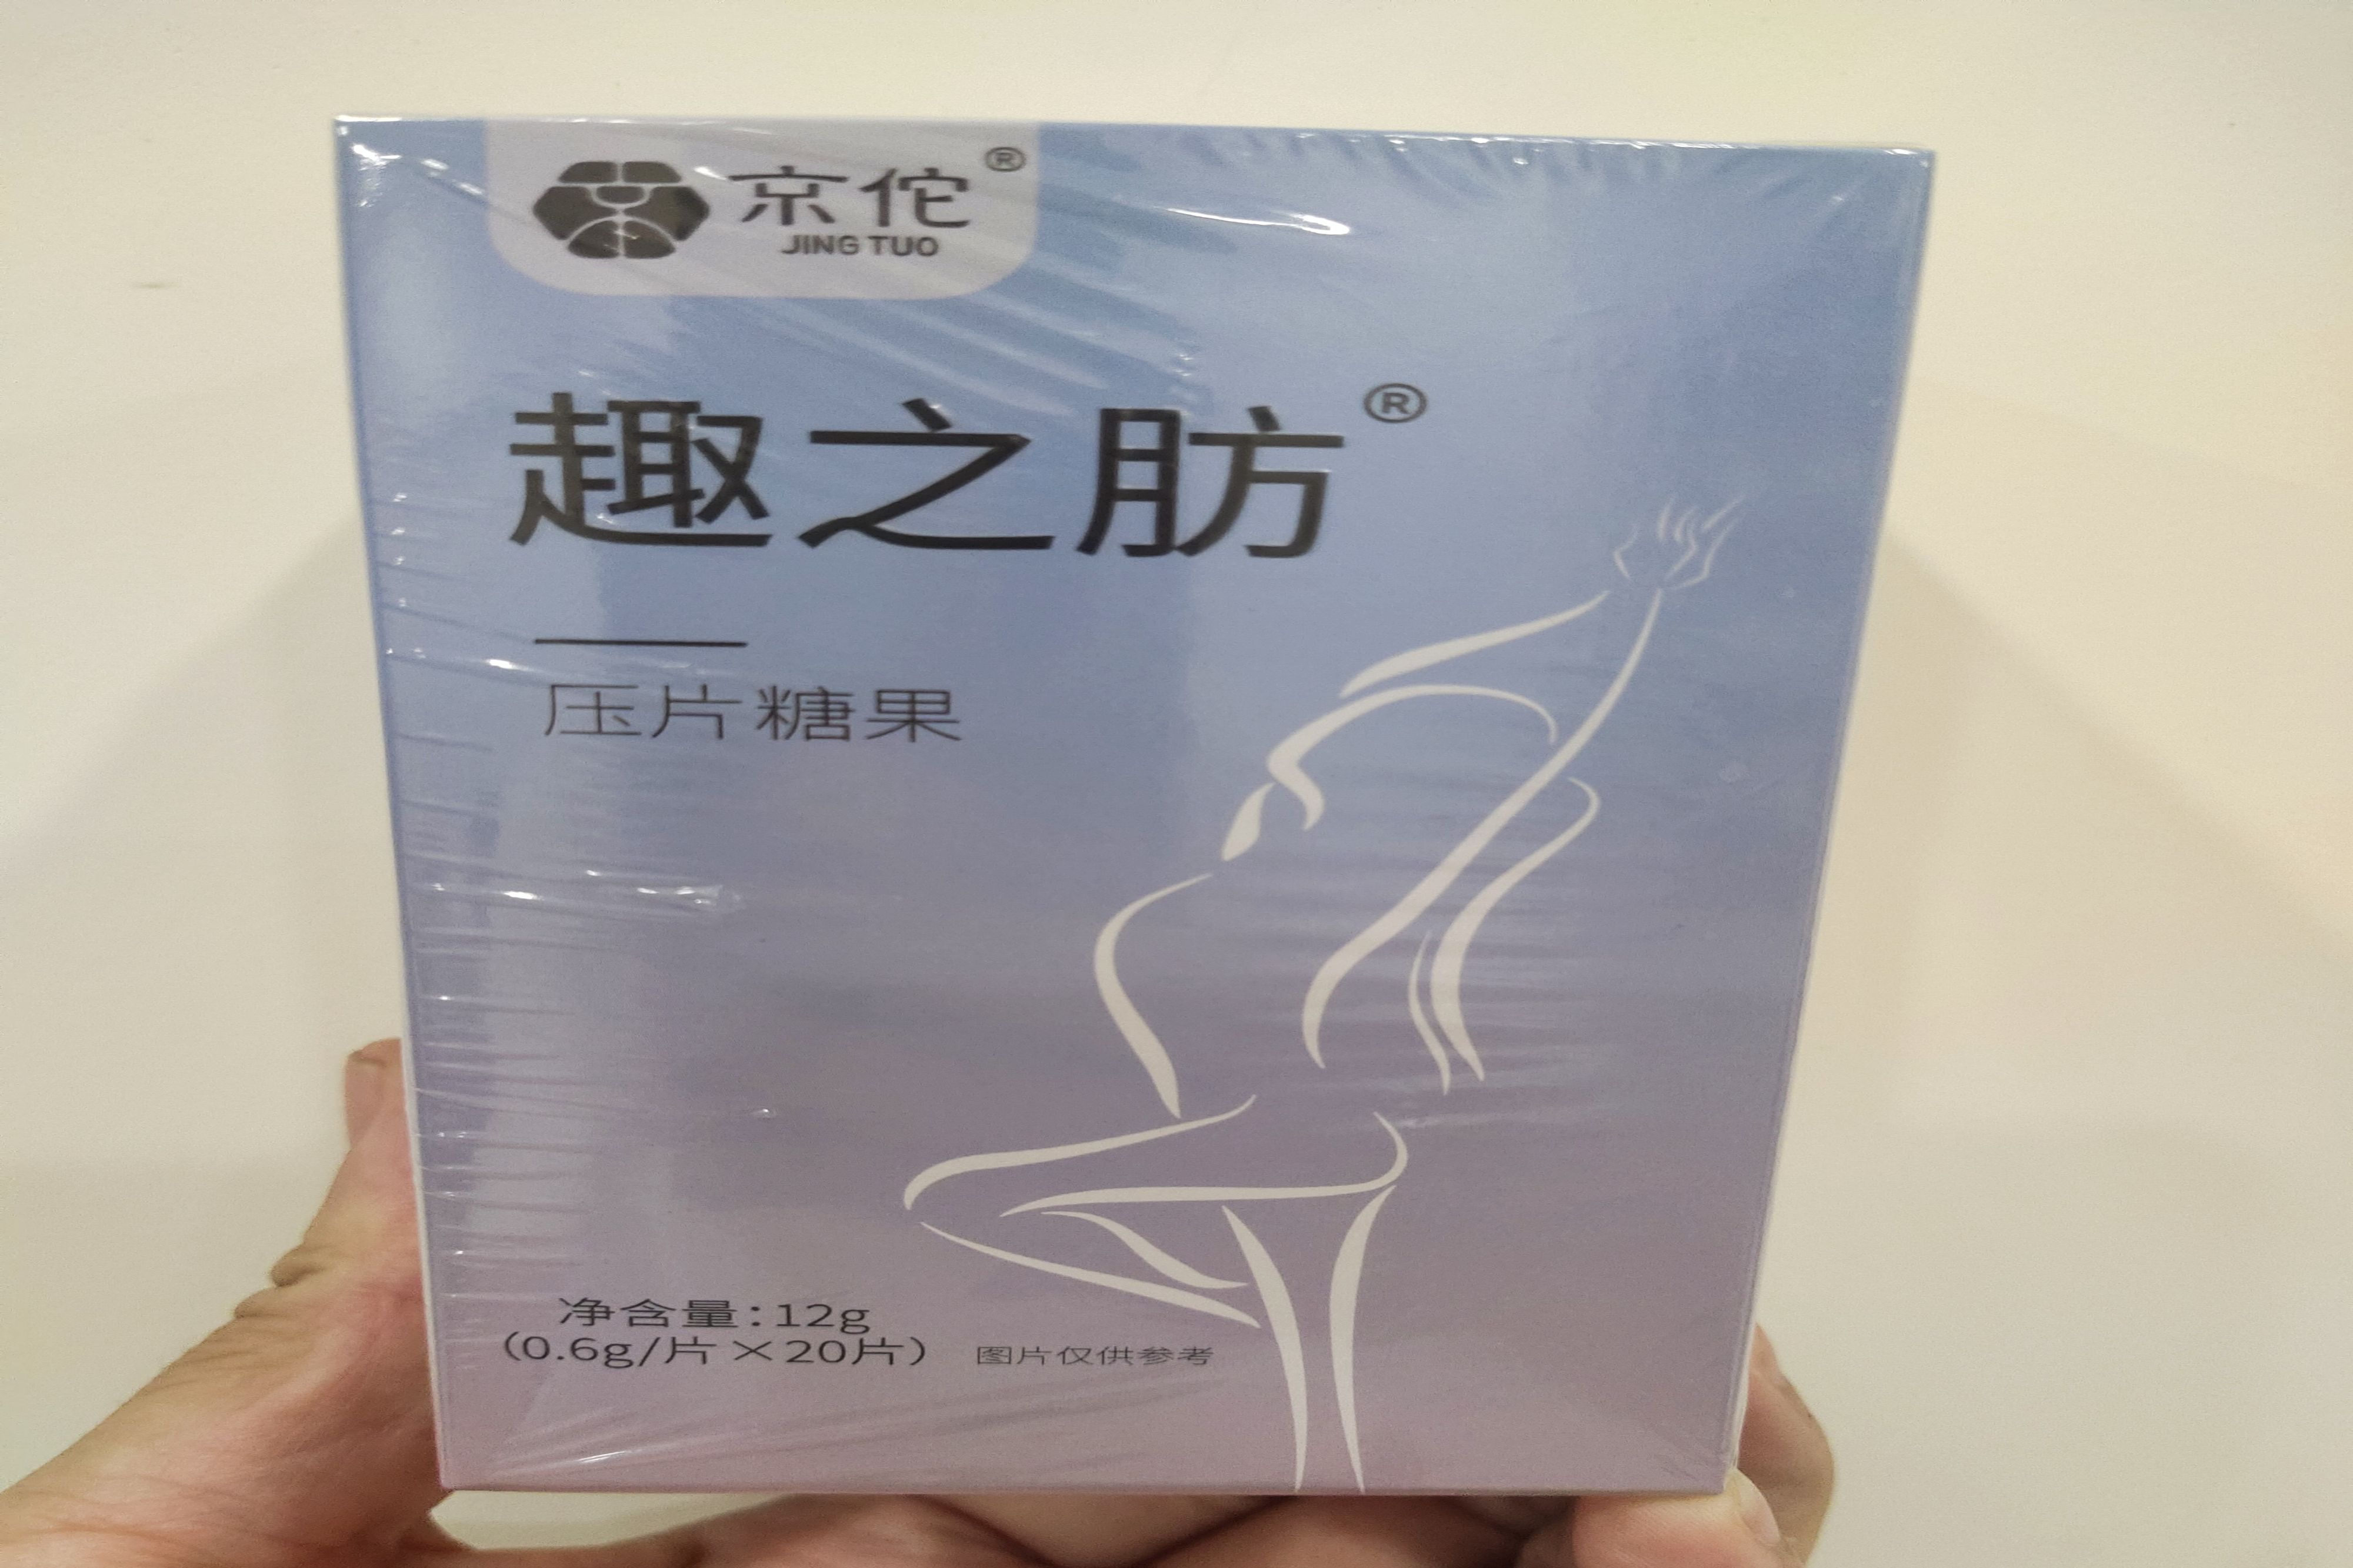 京佗®
JING TUO
趣之肪®
压片糖果
净含量:12g
(0.6g/片×20片) 图片仅供参考